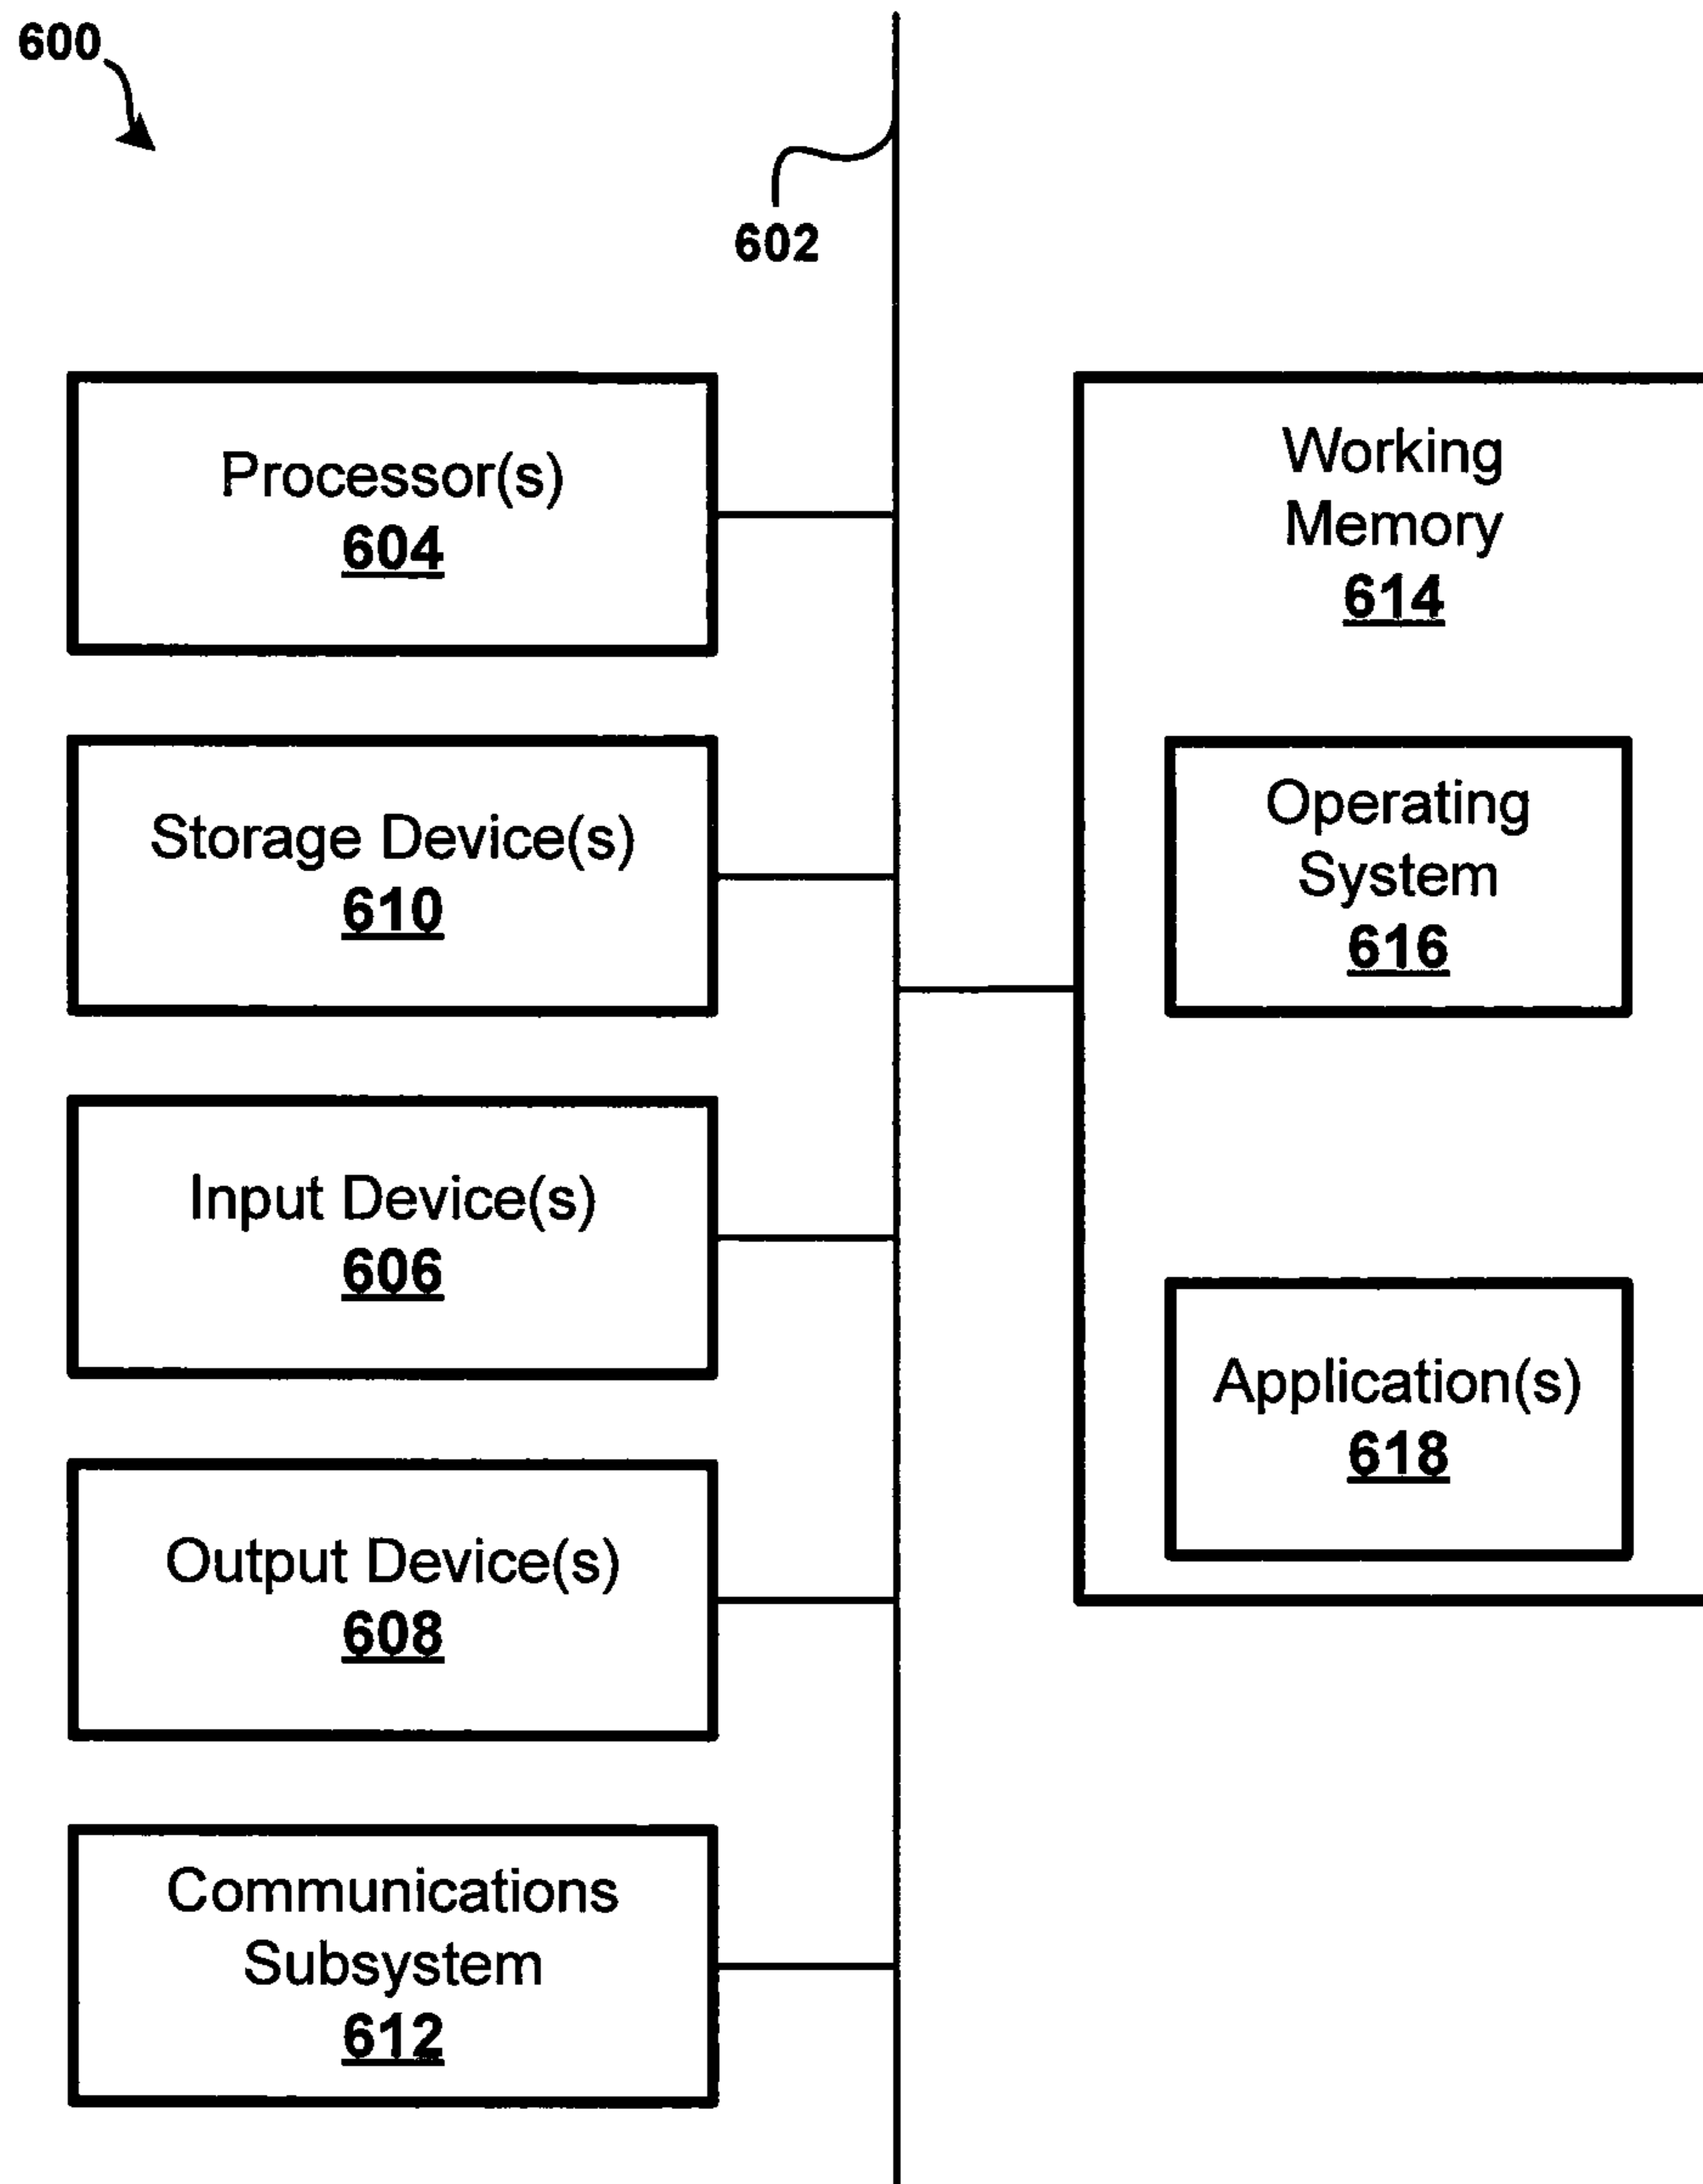 600
602
Processor(s)
604
Storage Device(s)
610
Input Device(s)
606
Output Device(s)
608
Communications
Subsystem
612
Working
Memory
614
Operating
System
616
Application(s)
618